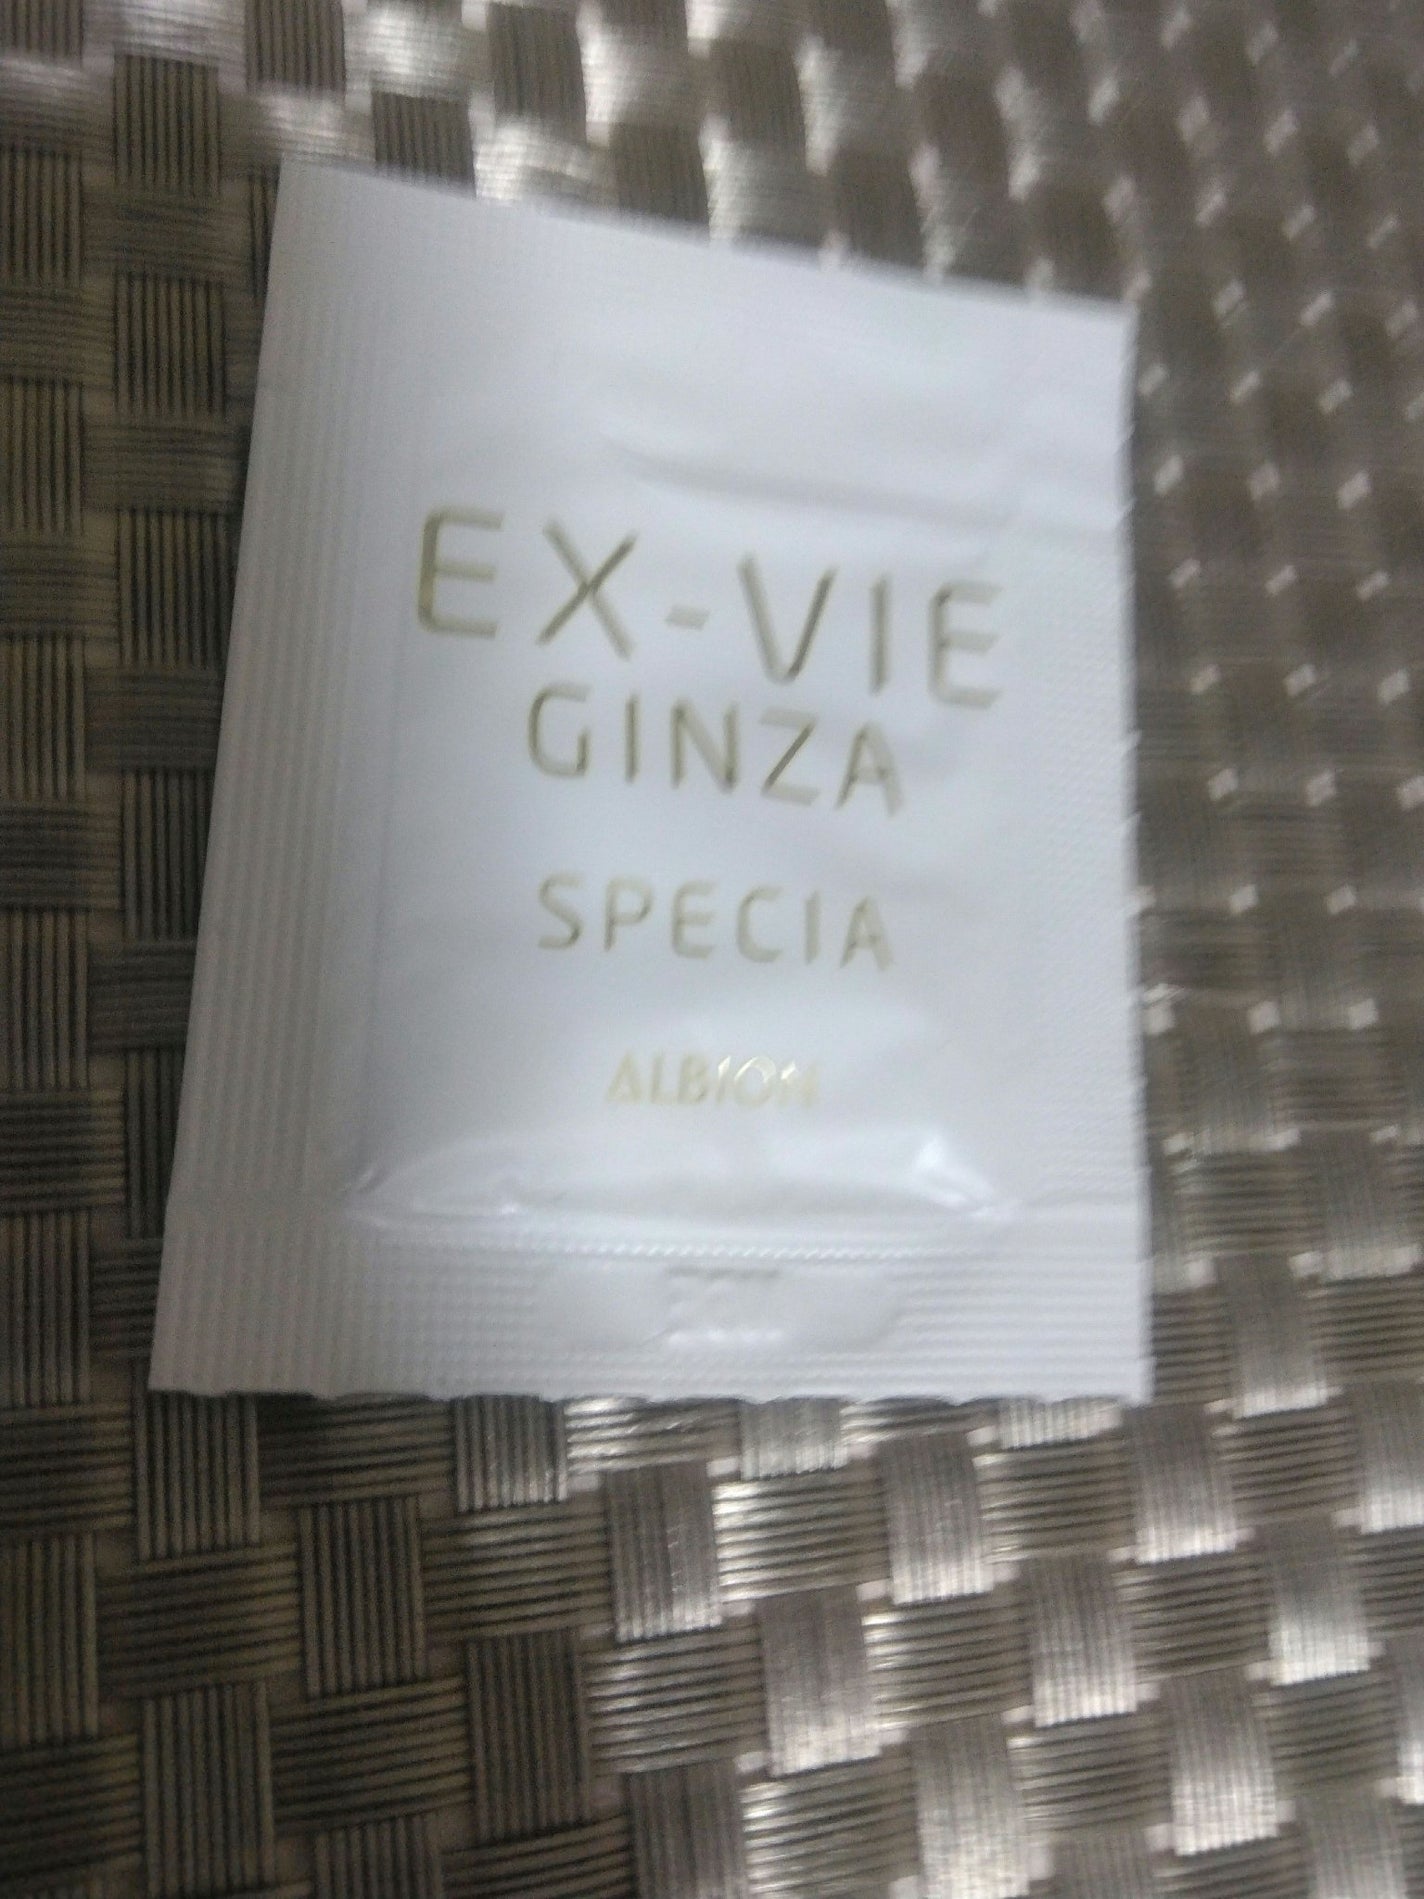 EX-VIE
GINZA
SPECIA
ALBION